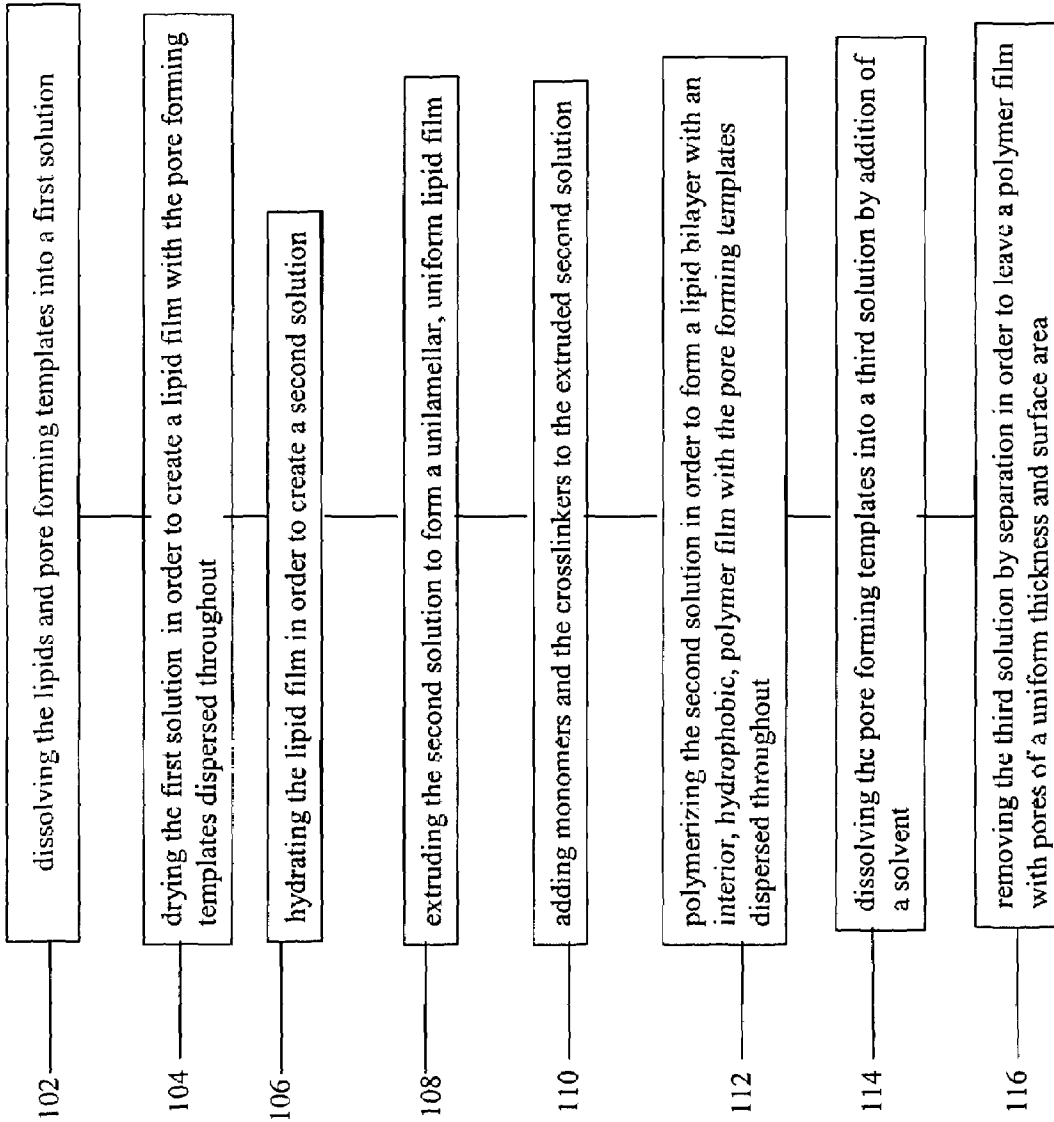 102
dissolving the lipids and pore forming templates into a first solution
104
drying the first solution in order to create a lipid film with the pore forming
templates dispersed throughout
106
hydrating the lipid film in order to create a second solution
108
extruding the second solution to form a unilamellar, uniform lipid film
110
adding monomers and the crosslinkers to the extruded second solution
112
polymerizing the second solution in order to form a lipid bilayer with an
interior, hydrophobic, polymer film with the pore forming templates
dispersed throughout
114
dissolving the pore forming templates into a third solution by addition of
a solvent
116
removing the third solution by separation in order to leave a polymer film
with pores of a uniform thickness and surface area